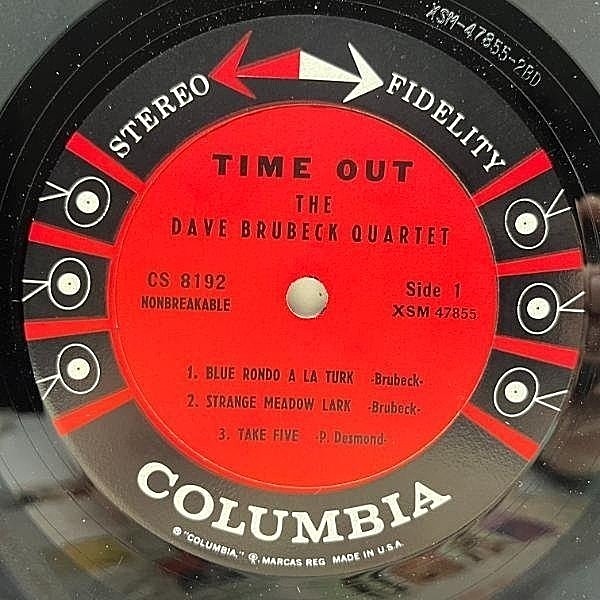 XSM-47855-2BD
STEREO FIDELITY
TIME OUT
THE
DAVE BRUBECK QUARTET
CS 8192
NONBREAKABLE
Side 1
XSM 47855
1. BLUE RONDO A LA TURK -Brubeck-
2. STRANGE MEADOW LARK -Brubeck-
3. TAKE FIVE -P. Desmond-
COLUMBIA
® "COLUMBIA," ®, MARCAS REG MADE IN U.S.A.